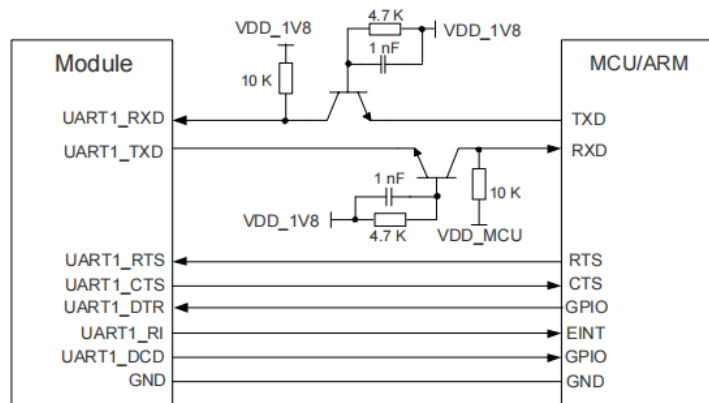 4.7 K
VDD_1V8
VDD_1V8
1 nF
Module
MCU/ARM
10 K
UART1_RXD
TXD
UART1_TXD
RXD
1 nF
10 K
VDD_1V8
4.7 K
VDD_MCU
UART1_RTS
RTS
UART1_CTS
CTS
UART1_DTR
GPIO
UART1_RI
EINT
UART1_DCD
GPIO
GND
GND